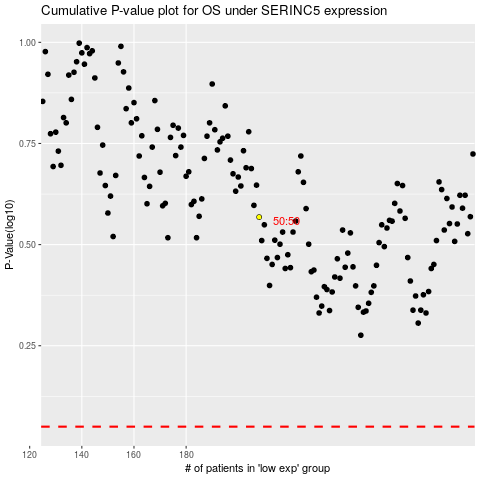 Cumulative P-value plot for OS under SERINC5 expression
P-Value(log10)
1.00
0.75
0.50
0.25
50:50
120 140 160 180
# of patients in 'low exp' group